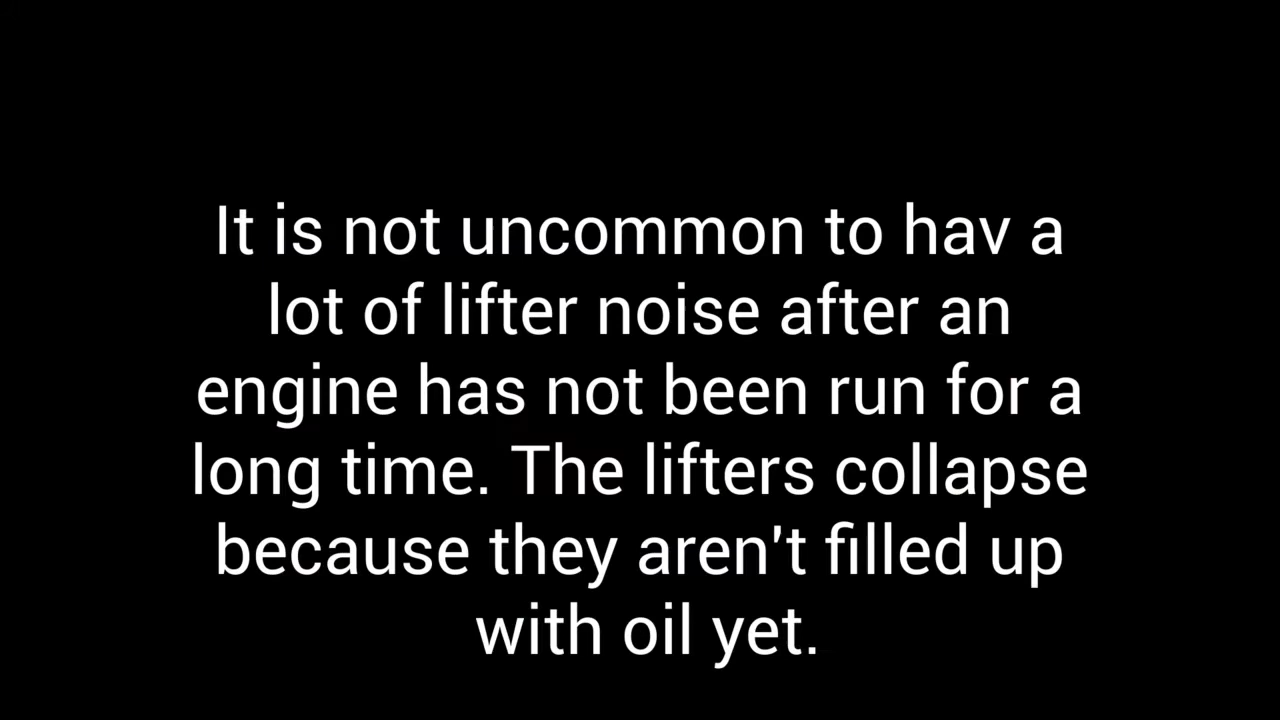 It is not uncommon to hav a
lot of lifter noise after an
engine has not been run for a
long time. The lifters collapse
because they aren't filled up
with oil yet.